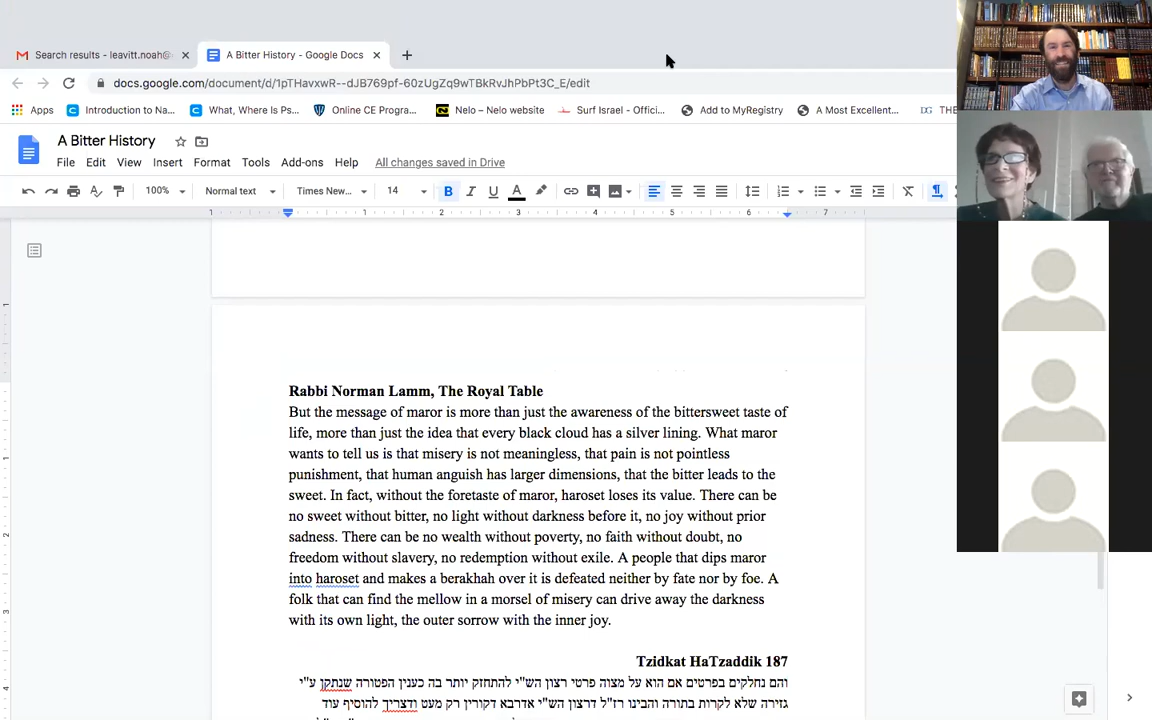 Search results - leavitt.noah@
A Bitter History - Google Docs
docs.google.com/document/d/1pTHavxwR--dJB769pf-60zUgZq9wTBkRvJhPbPt3C_E/edit
Apps
Introduction to Na...
What, Where Is Ps...
Online CE Progra...
Nelo – Nelo website
Surf Israel - Offici...
Add to MyRegistry
A Most Excellent...
DG THE
A Bitter History
File Edit View Insert Format Tools Add-ons Help All changes saved in Drive
100% Normal text Times New... 14 B I U A
1 1 2 3 4 5 6 7
Rabbi Norman Lamm, The Royal Table
But the message of maror is more than just the awareness of the bittersweet taste of
life, more than just the idea that every black cloud has a silver lining. What maror
wants to tell us is that misery is not meaningless, that pain is not pointless
punishment, that human anguish has larger dimensions, that the bitter leads to the
sweet. In fact, without the foretaste of maror, haroset loses its value. There can be
no sweet without bitter, no light without darkness before it, no joy without prior
sadness. There can be no wealth without poverty, no faith without doubt, no
freedom without slavery, no redemption without exile. A people that dips maror
into haroset and makes a berakhah over it is defeated neither by fate nor by foe. A
folk that can find the mellow in a morsel of misery can drive away the darkness
with its own light, the outer sorrow with the inner joy.
Tzidkat HaTzaddik 187
והם נחלקים בפרטים אם הוא על מצוה פרטי רצון הש"י להתחזק יותר בה כענין הפטורה שנתקן ע"י
גזירה שלא לקרות בתורה והבינו רז"ל דרצון הש"י אדרבא דקורין רק מעט ודצריך להוסיף עוד